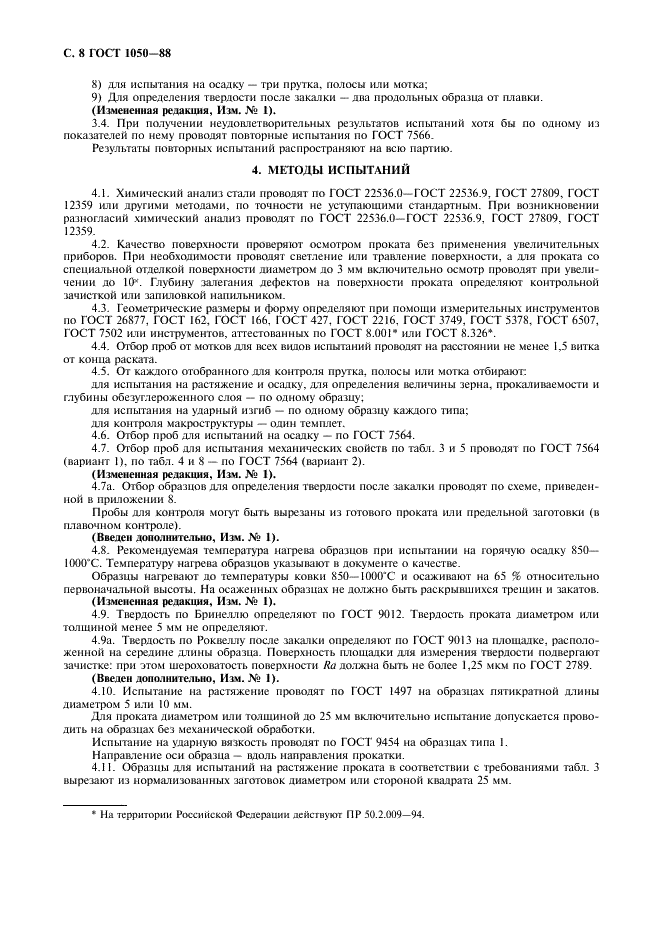 С. 8 ГОСТ 1050—88
8) для испытания на осадку — три прутка, полосы или мотка;
9) Для определения твердости после закалки — два продольных образца от плавки.
(Измененная редакция, Изм. № 1).
3.4. При получении неудовлетворительных результатов испытаний хотя бы по одному из
показателей по нему проводят повторные испытания по ГОСТ 7566.
Результаты повторных испытаний распространяют на всю партию.
4. МЕТОДЫ ИСПЫТАНИЙ
4.1. Химический анализ стали проводят по ГОСТ 22536.0—ГОСТ 22536.9, ГОСТ 27809, ГОСТ
12359 или другими методами, по точности не уступающими стандартным. При возникновении
разногласий химический анализ проводят по ГОСТ 22536.0—ГОСТ 22536.9, ГОСТ 27809, ГОСТ
12359.
4.2. Качество поверхности проверяют осмотром проката без применения увеличительных
приборов. При необходимости проводят светление или травление поверхности, а для проката со
специальной отделкой поверхности диаметром до 3 мм включительно осмотр проводят при увели-
чении до 10ˣ. Глубину залегания дефектов на поверхности проката определяют контрольной
зачисткой или запиловкой напильником.
4.3. Геометрические размеры и форму определяют при помощи измерительных инструментов
по ГОСТ 26877, ГОСТ 162, ГОСТ 166, ГОСТ 427, ГОСТ 2216, ГОСТ 3749, ГОСТ 5378, ГОСТ 6507,
ГОСТ 7502 или инструментов, аттестованных по ГОСТ 8.001* или ГОСТ 8.326*.
4.4. Отбор проб от мотков для всех видов испытаний проводят на расстоянии не менее 1,5 витка
от конца раската.
4.5. От каждого отобранного для контроля прутка, полосы или мотка отбирают:
для испытания на растяжение и осадку, для определения величины зерна, прокаливаемости и
глубины обезуглероженного слоя — по одному образцу;
для испытания на ударный изгиб — по одному образцу каждого типа;
для контроля макроструктуры — один темплет.
4.6. Отбор проб для испытаний на осадку — по ГОСТ 7564.
4.7. Отбор проб для испытания механических свойств по табл. 3 и 5 проводят по ГОСТ 7564
(вариант 1), по табл. 4 и 8 — по ГОСТ 7564 (вариант 2).
(Измененная редакция, Изм. № 1).
4.7а. Отбор образцов для определения твердости после закалки проводят по схеме, приведен-
ной в приложении 8.
Пробы для контроля могут быть вырезаны из готового проката или предельной заготовки (в
плавочном контроле).
(Введен дополнительно, Изм. № 1).
4.8. Рекомендуемая температура нагрева образцов при испытании на горячую осадку 850—
1000°С. Температуру нагрева образцов указывают в документе о качестве.
Образцы нагревают до температуры ковки 850—1000°С и осаживают на 65 % относительно
первоначальной высоты. На осаженных образцах не должно быть раскрывшихся трещин и закатов.
(Измененная редакция, Изм. № 1).
4.9. Твердость по Бринеллю определяют по ГОСТ 9012. Твердость проката диаметром или
толщиной менее 5 мм не определяют.
4.9а. Твердость по Роквеллу после закалки определяют по ГОСТ 9013 на площадке, располо-
женной на середине длины образца. Поверхность площадки для измерения твердости подвергают
зачистке: при этом шероховатость поверхности Ra должна быть не более 1,25 мкм по ГОСТ 2789.
(Введен дополнительно, Изм. № 1).
4.10. Испытание на растяжение проводят по ГОСТ 1497 на образцах пятикратной длины
диаметром 5 или 10 мм.
Для проката диаметром или толщиной до 25 мм включительно испытание допускается прово-
дить на образцах без механической обработки.
Испытание на ударную вязкость проводят по ГОСТ 9454 на образцах типа 1.
Направление оси образца — вдоль направления прокатки.
4.11. Образцы для испытаний на растяжение проката в соответствии с требованиями табл. 3
вырезают из нормализованных заготовок диаметром или стороной квадрата 25 мм.
* На территории Российской Федерации действуют ПР 50.2.009—94.